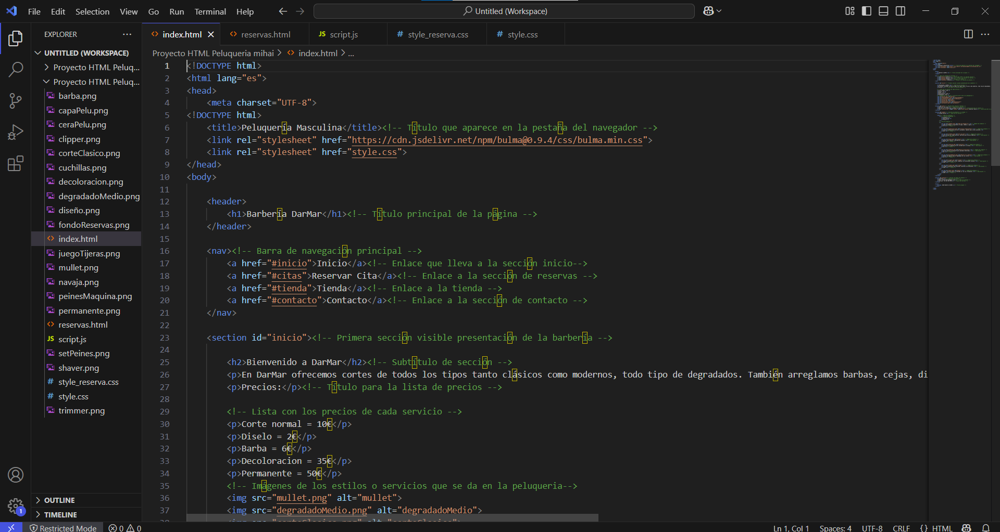 File Edit Selection View Go Run Terminal Help
Untitled (Workspace)
EXPLORER
UNTITLED (WORKSPACE)
Proyecto HTML Peluq...
Proyecto HTML Peluq...
barba.png
capaPelu.png
ceraPelu.png
clipper.png
corteClasico.png
cuchillas.png
decoloracion.png
degradadoMedio.png
diseño.png
fondoReservas.png
index.html
juegoTijeras.png
mullet.png
navaja.png
peinesMaquina.png
permanente.png
reservas.html
JS script.js
setPeines.png
shaver.png
# style_reserva.css
# style.css
trimmer.png
OUTLINE
TIMELINE
index.html
reservas.html
JS script.js
# style_reserva.css
# style.css
Proyecto HTML Peluqueria mihai > index.html > ...
1 <!DOCTYPE html>
2 <html lang="es">
3 <head>
4 <meta charset="UTF-8">
5 <!DOCTYPE html>
6 <title>Peluquería Masculina</title><!-- Título que aparece en la pestaña del navegador -->
7 <link rel="stylesheet" href="https://cdn.jsdelivr.net/npm/bulma@0.9.4/css/bulma.min.css">
8 <link rel="stylesheet" href="style.css">
9 </head>
10 <body>
11
12 <header>
13 <h1>Barbería DarMar</h1><!-- Título principal de la página -->
14 </header>
15
16 <nav><!-- Barra de navegación principal -->
17 <a href="#inicio">Inicio</a><!-- Enlace que lleva a la sección inicio-->
18 <a href="#citas">Reservar Cita</a><!-- Enlace a la sección de reservas -->
19 <a href="#tienda">Tienda</a><!-- Enlace a la tienda -->
20 <a href="#contacto">Contacto</a><!-- Enlace a la sección de contacto -->
21 </nav>
22
23 <section id="inicio"><!-- Primera sección visible presentación de la barbería -->
24
25 <h2>Bienvenido a DarMar</h2><!-- Subtítulo de sección -->
26 <p>En DarMar ofrecemos cortes de todos los tipos tanto clásicos como modernos, todo tipo de degradados. También arreglamos barbas, cejas, di
27 <p>Precios:</p><!-- Título para la lista de precios -->
28
29 <!-- Lista con los precios de cada servicio -->
30 <p>Corte normal = 10€</p>
31 <p>Diselo = 2€</p>
32 <p>Barba = 6€</p>
33 <p>Decoloracion = 35€</p>
34 <p>Permanente = 50€</p>
35 <!-- Imágenes de los estilos o servicios que se da en la peluqueria-->
36 <img src="mullet.png" alt="mullet">
37 <img src="degradadoMedio.png" alt="degradadoMedio">
38 <img src="corteClasico.png" alt="corteClasico">
1
Restricted Mode 0 0
Ln 1, Col 1 Spaces: 4 UTF-8 CRLF {} HTML